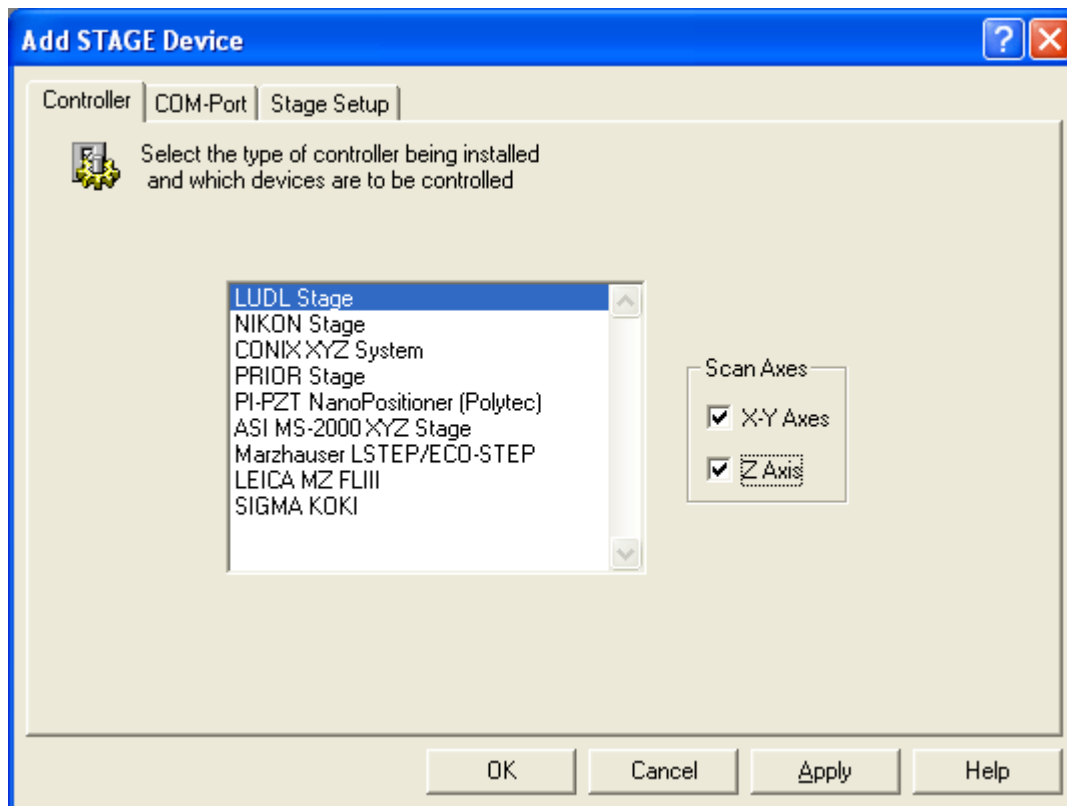 Add STAGE Device
Controller
COM-Port
Stage Setup
Select the type of controller being installed
and which devices are to be controlled
LUDL Stage
NIKON Stage
CONIX XYZ System
PRIOR Stage
PI-PZT NanoPositioner (Polytec)
ASI MS-2000 XYZ Stage
Marzhauser LSTEP/ECO-STEP
LEICA MZ FLIII
SIGMA KOKI
Scan Axes
X-Y Axes
Z Axis
OK
Cancel
Apply
Help